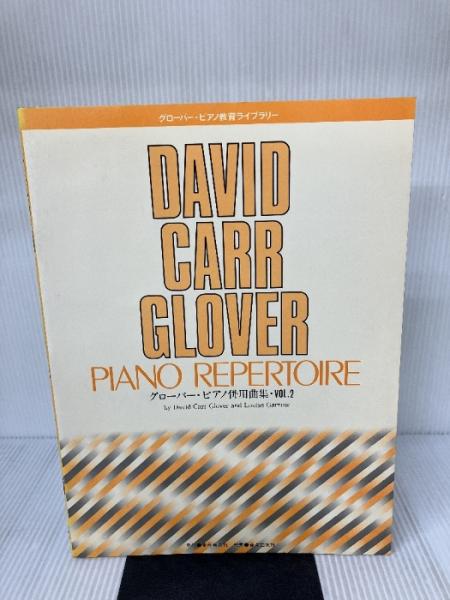 グローバー・ピアノ教育ライブラリー
DAVID
CARR
GLOVER
PIANO REPERTOIRE
グローバー・ピアノ併用曲集・VOL.2
by David Carr Glover and Louise Garrow